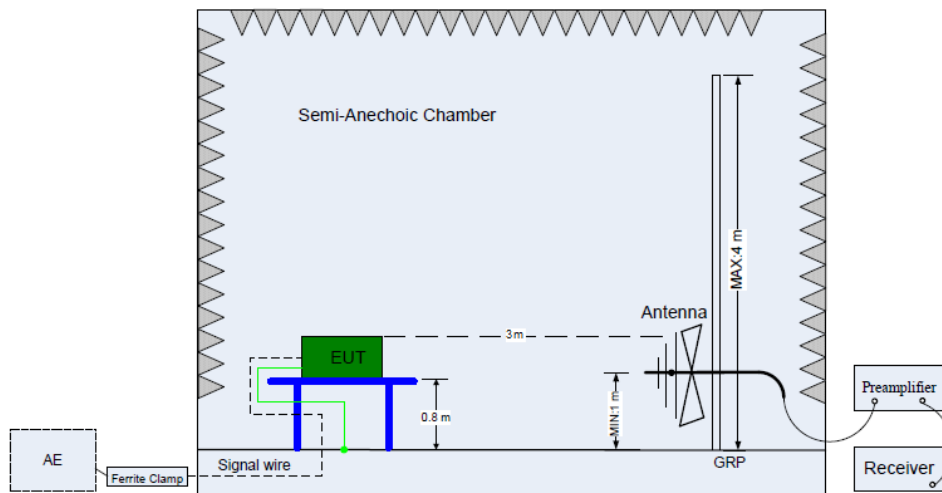 Semi-Anechoic Chamber
MAX:4 m
Antenna
3m
EUT
MIN:1 m
0.8 m
Preamplifier
AE
Ferrite Clamp
Signal wire
GRP
Receiver